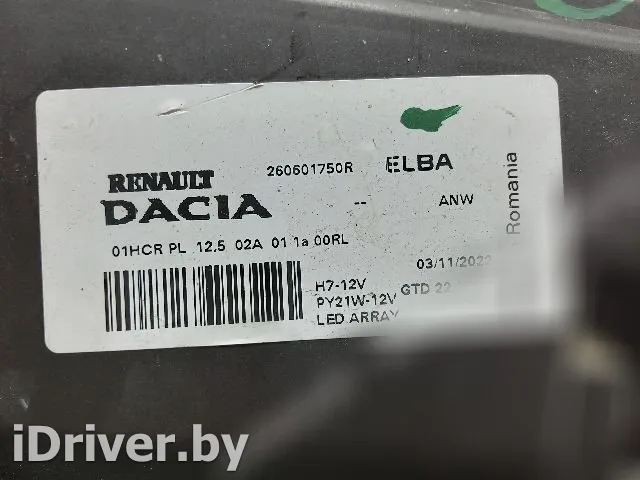 RENAULT 260601750R ELBA
DACIA -- ANW
Romania
01HCR PL 12.5 02A 01 1a 00RL
03/11/2022
H7-12V
PY21W-12V GTD 22
LED ARRAY
iDriver.by